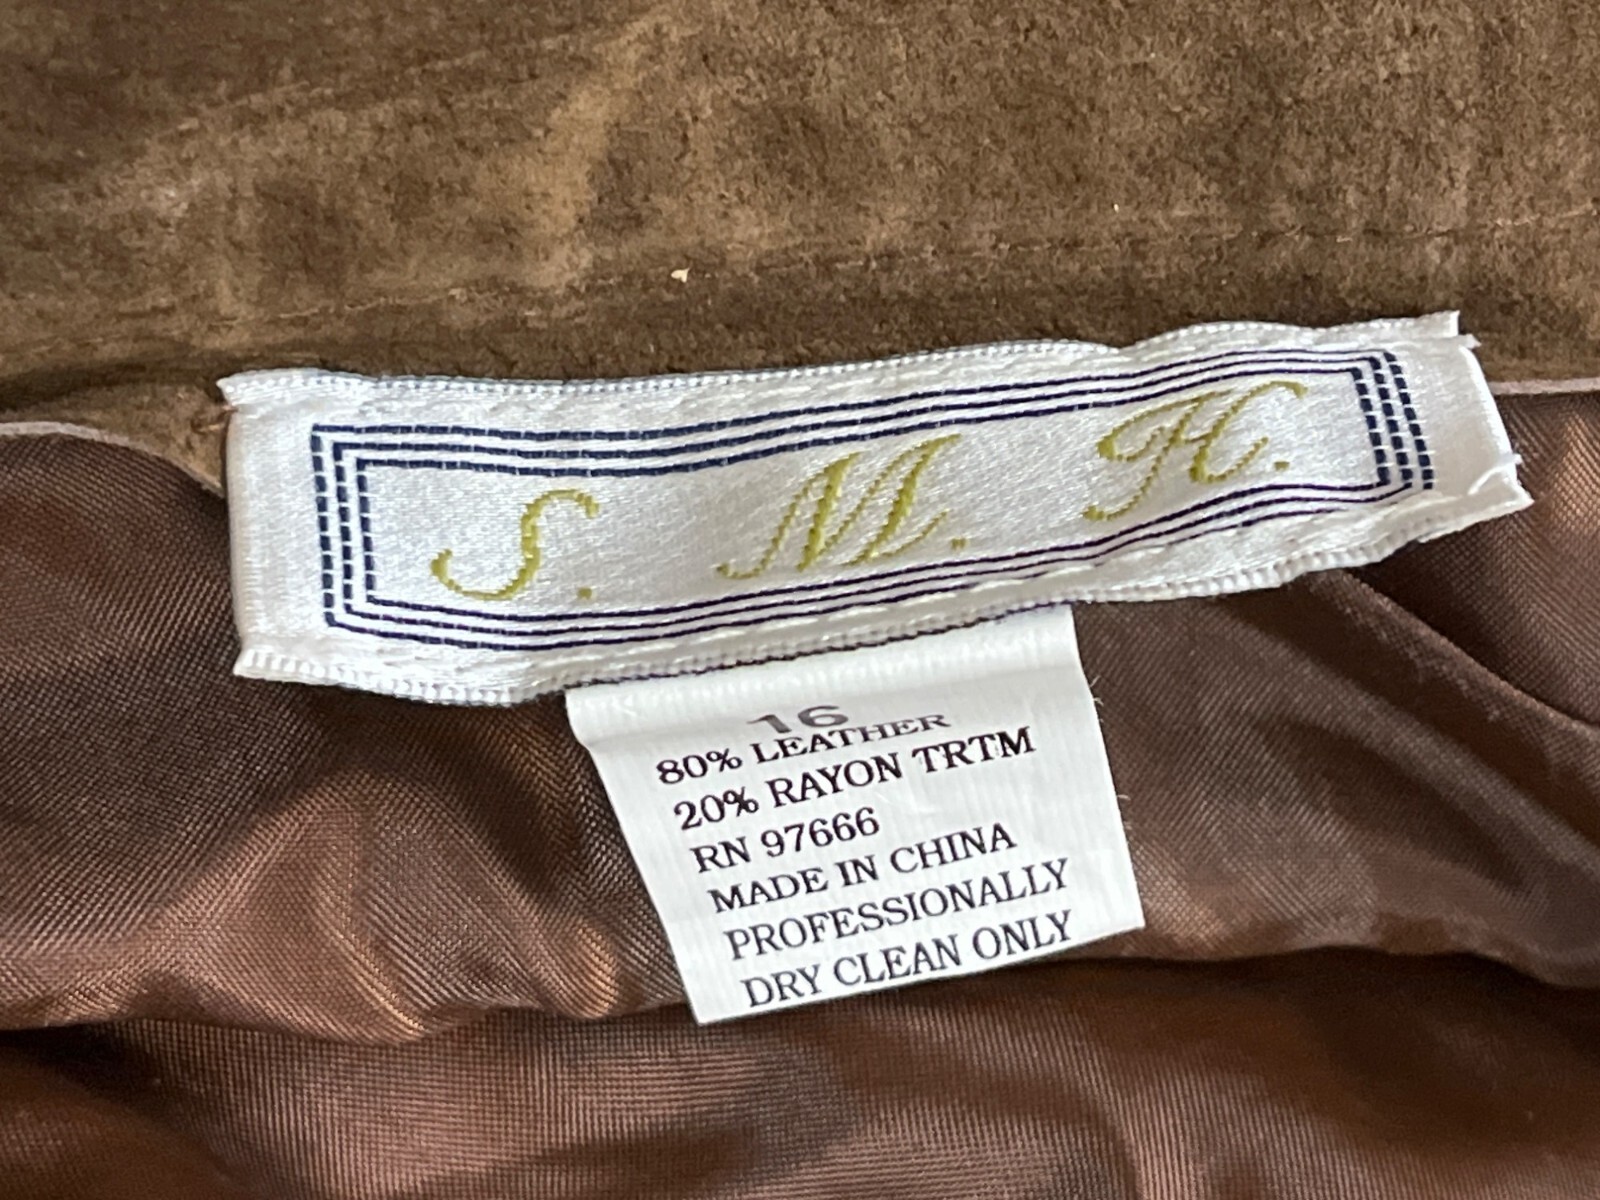 S. M. H.
16
80% LEATHER
20% RAYON TRTM
RN 97666
MADE IN CHINA
PROFESSIONALLY
DRY CLEAN ONLY